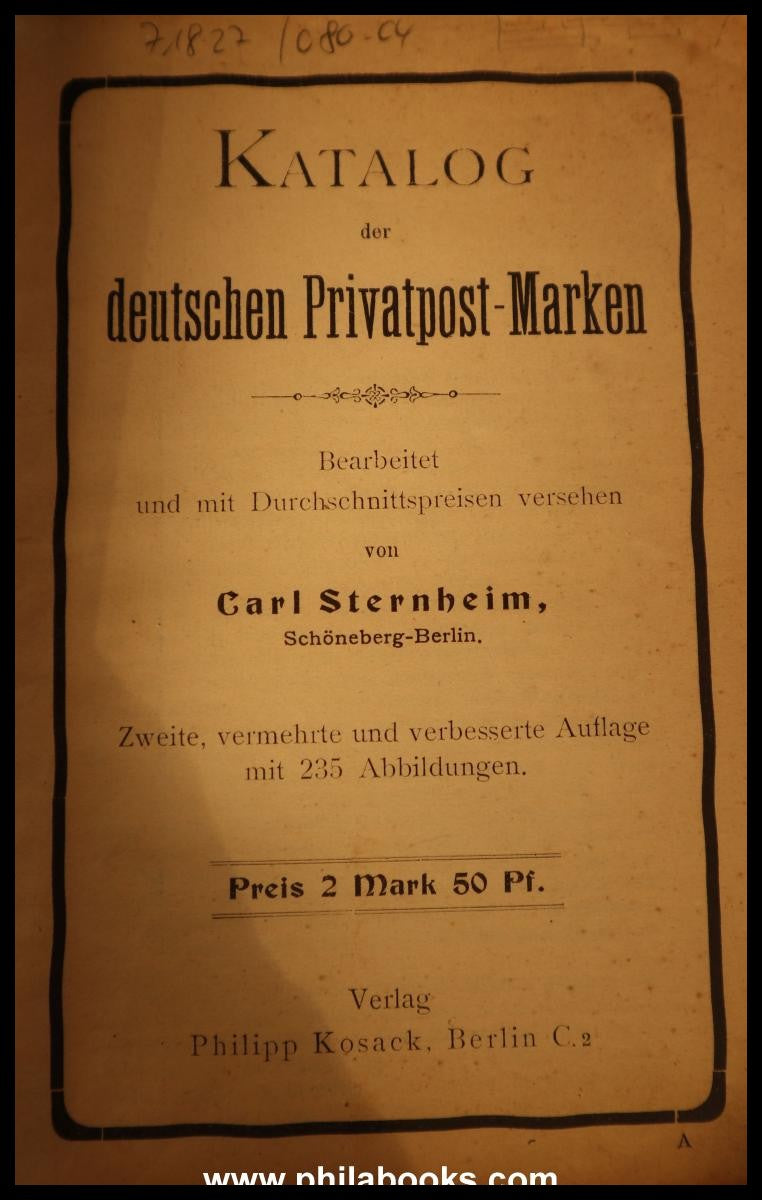 7,1827 /080-04
KATALOG
der
deutschen Privatpost-Marken
Bearbeitet
und mit Durchschnittspreisen versehen
von
Carl Sternheim,
Schöneberg-Berlin.
Zweite, vermehrte und verbesserte Auflage
mit 235 Abbildungen.
Preis 2 Mark 50 Pf.
Verlag
Philipp Kosack, Berlin C.2
A
www.philabooks.com